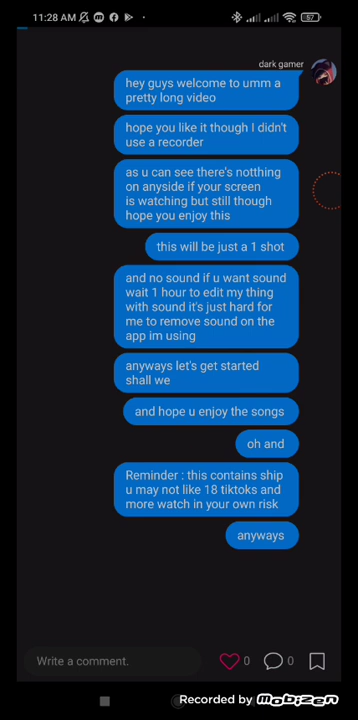 11:28 AM
57
dark gamer
hey guys welcome to umm a
pretty long video
hope you like it though I didn't
use a recorder
as u can see there's notthing
on anyside if your screen
is watching but still though
hope you enjoy this
this will be just a 1 shot
and no sound if u want sound
wait 1 hour to edit my thing
with sound it's just hard for
me to remove sound on the
app im using
anyways let's get started
shall we
and hope u enjoy the songs
oh and
Reminder : this contains ship
u may not like 18 tiktoks and
more watch in your own risk
anyways
Write a comment.
0
0
Recorded by Mobizen